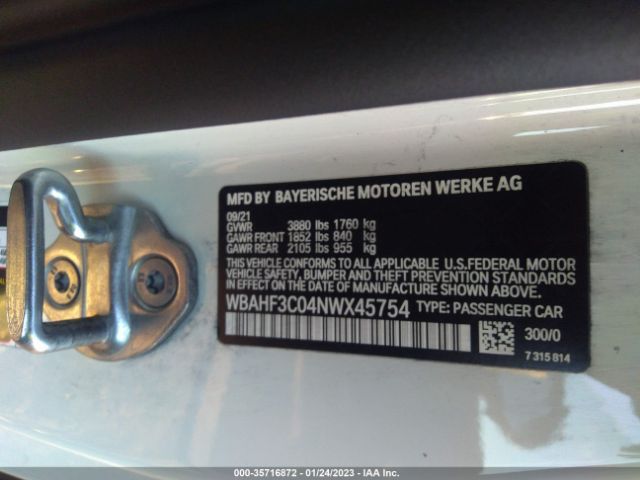 MFD BY BAYERISCHE MOTOREN WERKE AG
09/21
GVWR 3880 lbs 1760 kg
GAWR FRONT 1852 lbs 840 kg
GAWR REAR 2105 lbs 955 kg
THIS VEHICLE CONFORMS TO ALL APPLICABLE U.S.FEDERAL MOTOR
VEHICLE SAFETY, BUMPER AND THEFT PREVENTION STANDARDS
IN EFFECT ON THE DATE OF MANUFACTURE SHOWN ABOVE.
WBAHF3C04NWX45754 TYPE: PASSENGER CAR
300/0
7 315 814
000-35716872 - 01/24/2023 - IAA Inc.